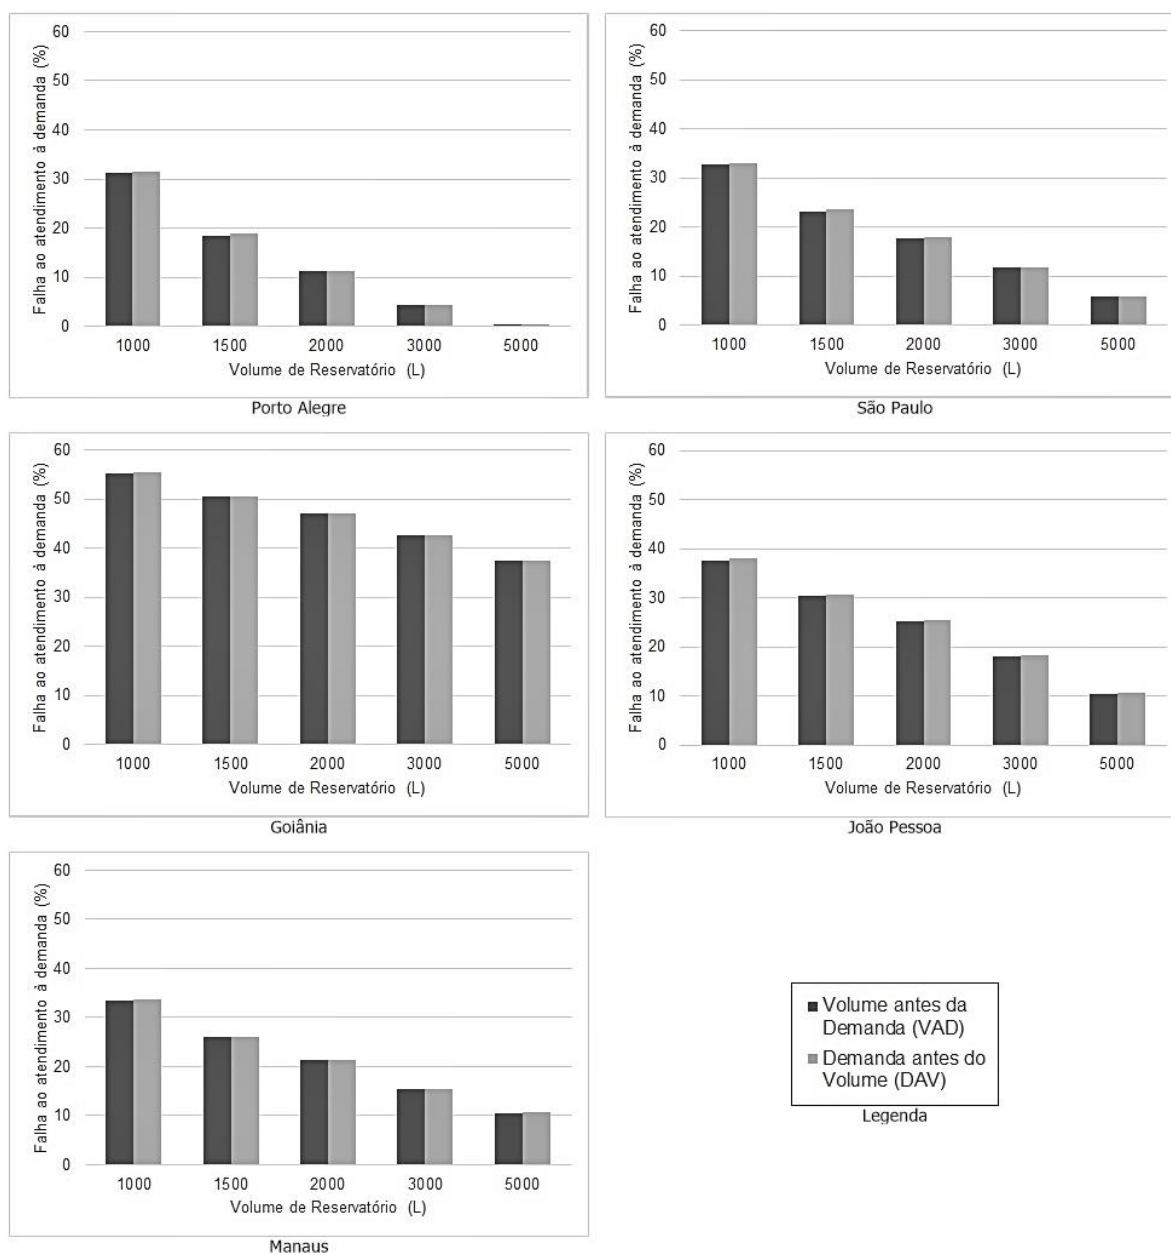 Falha ao atendimento à demanda (%)
60
50
40
30
20
10
0
1000 1500 2000 3000 5000
Volume de Reservatório (L)
Porto Alegre
Falha ao atendimento à demanda (%)
60
50
40
30
20
10
0
1000 1500 2000 3000 5000
Volume de Reservatório (L)
São Paulo
Falha ao atendimento à demanda (%)
60
50
40
30
20
10
0
1000 1500 2000 3000 5000
Volume de Reservatório (L)
Goiânia
Falha ao atendimento à demanda (%)
60
50
40
30
20
10
0
1000 1500 2000 3000 5000
Volume de Reservatório (L)
João Pessoa
Falha ao atendimento à demanda (%)
60
50
40
30
20
10
0
1000 1500 2000 3000 5000
Volume de Reservatório (L)
Manaus
Volume antes da
Demanda (VAD)
Demanda antes do
Volume (DAV)
Legenda